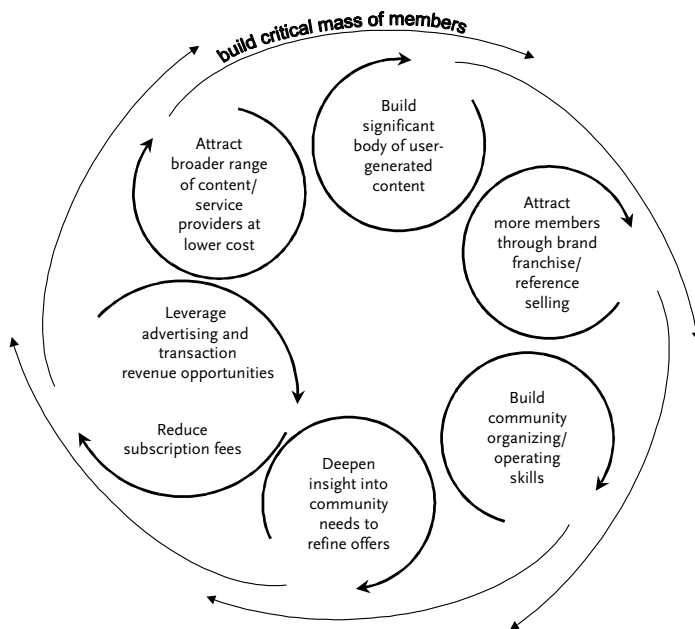 build critical mass of members
Build
significant
body of user-
generated
content
Attract
more members
through brand
franchise/
reference
selling
Build
community
organizing/
operating
skills
Deepen
insight into
community
needs to
refine offers
Leverage
advertising and
transaction
revenue opportunities
Reduce
subscription fees
Attract
broader range
of content/
service
providers at
lower cost